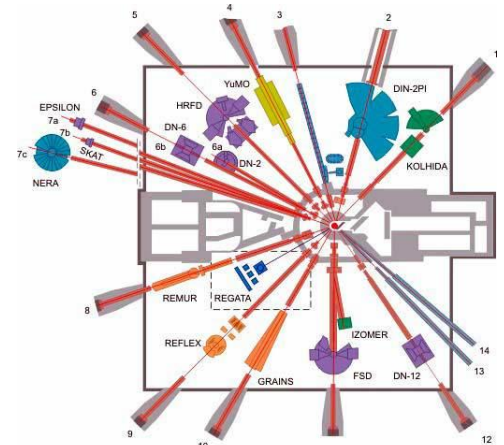 4
3
2
5
1
YuMO
DIN-2PI
HRFD
6
EPSILON
7a
DN-6
7b
6b
6a
7c
SKAT
DN-2
KOLHIDA
NERA
REMUR
REGATA
8
REFLEX
IZOMER
14
GRAINS
FSD
DN-12
13
9
12